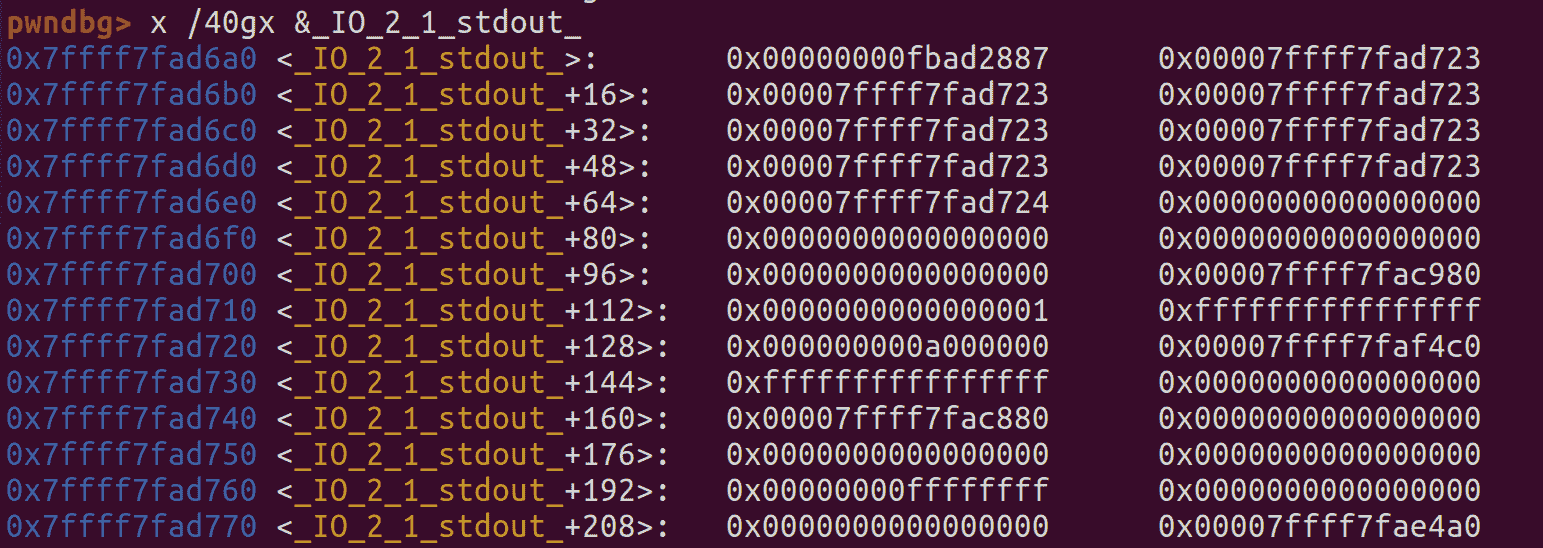 pwndbg> x /40gx &_IO_2_1_stdout_
0x7ffff7fad6a0 <_IO_2_1_stdout_>: 0x00000000fbad2887 0x00007ffff7fad723
0x7ffff7fad6b0 <_IO_2_1_stdout_+16>: 0x00007ffff7fad723 0x00007ffff7fad723
0x7ffff7fad6c0 <_IO_2_1_stdout_+32>: 0x00007ffff7fad723 0x00007ffff7fad723
0x7ffff7fad6d0 <_IO_2_1_stdout_+48>: 0x00007ffff7fad723 0x00007ffff7fad723
0x7ffff7fad6e0 <_IO_2_1_stdout_+64>: 0x00007ffff7fad724 0x0000000000000000
0x7ffff7fad6f0 <_IO_2_1_stdout_+80>: 0x0000000000000000 0x0000000000000000
0x7ffff7fad700 <_IO_2_1_stdout_+96>: 0x0000000000000000 0x00007ffff7fac980
0x7ffff7fad710 <_IO_2_1_stdout_+112>: 0x0000000000000001 0xffffffffffffffff
0x7ffff7fad720 <_IO_2_1_stdout_+128>: 0x000000000a000000 0x00007ffff7faf4c0
0x7ffff7fad730 <_IO_2_1_stdout_+144>: 0xffffffffffffffff 0x0000000000000000
0x7ffff7fad740 <_IO_2_1_stdout_+160>: 0x00007ffff7fac880 0x0000000000000000
0x7ffff7fad750 <_IO_2_1_stdout_+176>: 0x0000000000000000 0x0000000000000000
0x7ffff7fad760 <_IO_2_1_stdout_+192>: 0x00000000ffffffff 0x0000000000000000
0x7ffff7fad770 <_IO_2_1_stdout_+208>: 0x0000000000000000 0x00007ffff7fae4a0